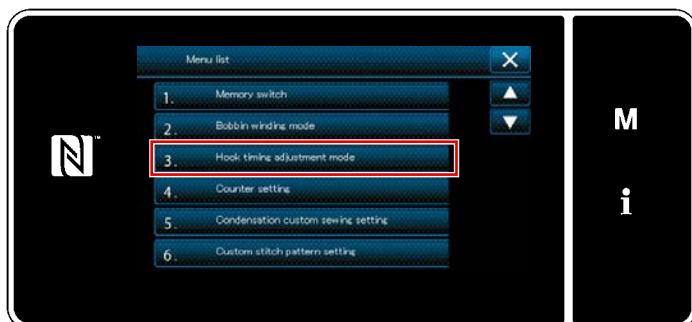 Menu list
1. Memory switch
2. Bobbin winding mode
3. Hook timing adjustment mode
4. Counter setting
5. Condensation custom sewing setting
6. Custom stitch pattern setting
M
i